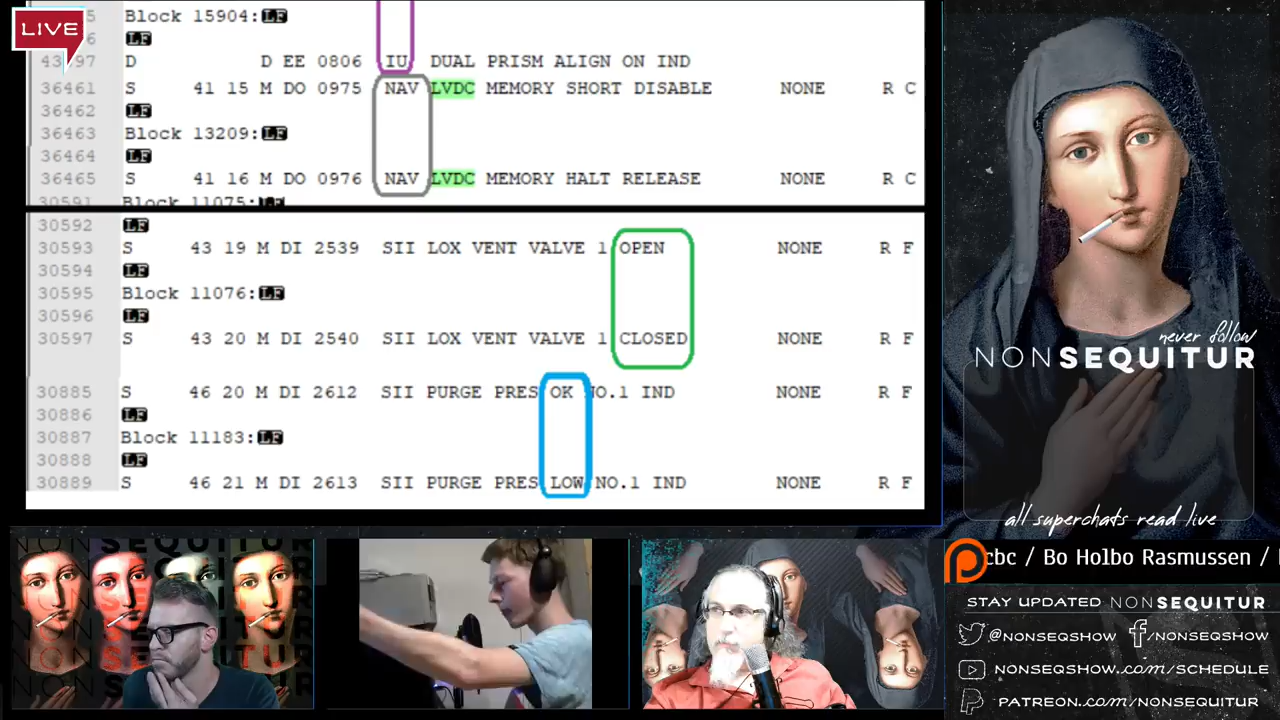 LIVE
Block 15904:LF
LF
D D EE 0806 IU DUAL PRISM ALIGN ON IND
36461 S 41 15 M DO 0975 NAV LVDC MEMORY SHORT DISABLE NONE R C
36462 LF
36463 Block 13209:LF
36464 LF
36465 S 41 16 M DO 0976 NAV LVDC MEMORY HALT RELEASE NONE R C
30591 Block 11075:LF
30592 LF
30593 S 43 19 M DI 2539 SII LOX VENT VALVE 1 OPEN NONE R F
30594 LF
30595 Block 11076:LF
30596 LF
30597 S 43 20 M DI 2540 SII LOX VENT VALVE 1 CLOSED NONE R F
30885 S 46 20 M DI 2612 SII PURGE PRES OK NO.1 IND NONE R F
30886 LF
30887 Block 11183:LF
30888 LF
30889 S 46 21 M DI 2613 SII PURGE PRES LOW NO.1 IND NONE R F
never follow
NONSEQUITUR
all superchats read live
cbc / Bo Holbo Rasmussen /
STAY UPDATED NONSEQUITUR
@NONSEQSHOW /NONSEQSHOW
NONSEQSHOW.com/SCHEDULE
PATREON.com/NONSEQUITUR